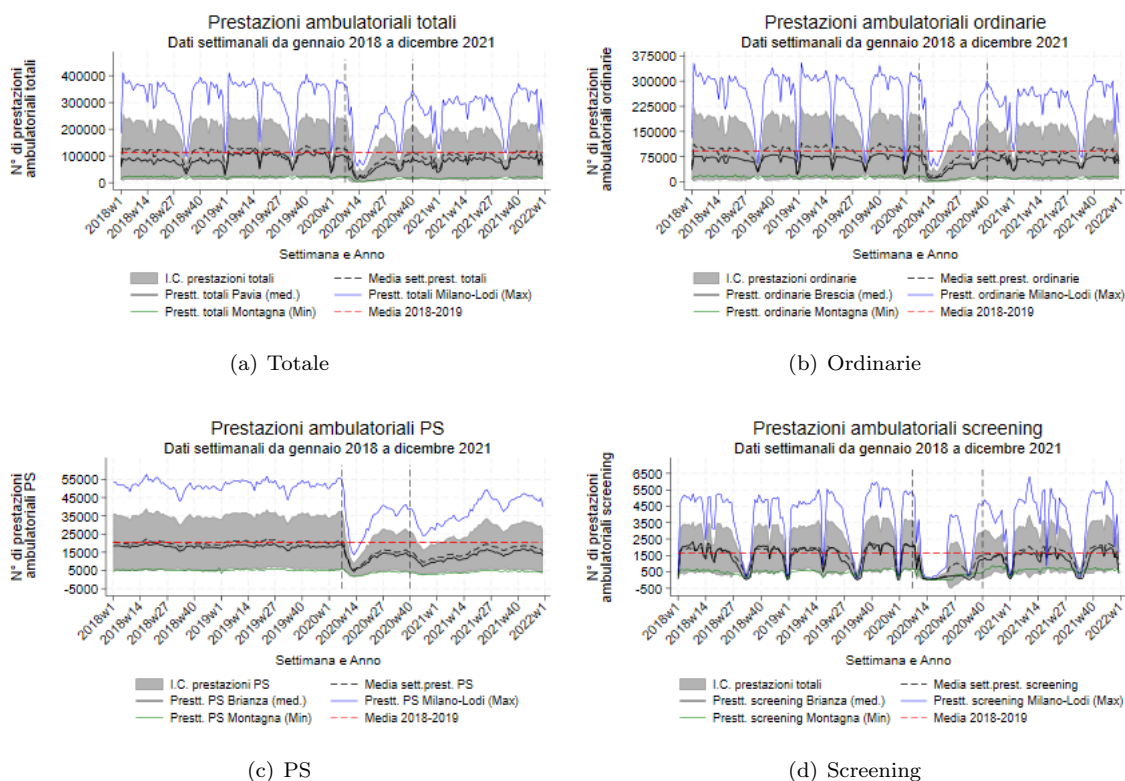 Prestazioni ambulatoriali totali
Dati settimanali da gennaio 2018 a dicembre 2021
N° di prestazioni
ambulatoriali totali
400000
300000
200000
100000
0
2018w1 2018w14 2018w27 2018w40 2019w1 2019w14 2019w27 2019w40 2020w1 2020w14 2020w27 2020w40 2021w1 2021w14 2021w27 2021w40 2022w1
Settimana e Anno
I.C. prestazioni totali Media sett.prest. totali
Prestt. totali Pavia (med.) Prestt. totali Milano-Lodi (Max)
Prestt. totali Montagna (Min) Media 2018-2019
(a) Totale
Prestazioni ambulatoriali ordinarie
Dati settimanali da gennaio 2018 a dicembre 2021
N° di prestazioni
ambulatoriali ordinarie
375000
300000
225000
150000
75000
0
2018w1 2018w14 2018w27 2018w40 2019w1 2019w14 2019w27 2019w40 2020w1 2020w14 2020w27 2020w40 2021w1 2021w14 2021w27 2021w40 2022w1
Settimana e Anno
I.C. prestazioni ordinarie Media sett.prest. ordinarie
Prestt. ordinarie Brescia (med.) Prestt. ordinarie Milano-Lodi (Max)
Prestt. ordinarie Montagna (Min) Media 2018-2019
(b) Ordinarie
Prestazioni ambulatoriali PS
Dati settimanali da gennaio 2018 a dicembre 2021
N° di prestazioni
ambulatoriali PS
55000
45000
35000
25000
15000
5000
-5000
2018w1 2018w14 2018w27 2018w40 2019w1 2019w14 2019w27 2019w40 2020w1 2020w14 2020w27 2020w40 2021w1 2021w14 2021w27 2021w40 2022w1
Settimana e Anno
I.C. prestazioni PS Media sett.prest. PS
Prestt. PS Brianza (med.) Prestt. PS Milano-Lodi (Max)
Prestt. PS Montagna (Min) Media 2018-2019
(c) PS
Prestazioni ambulatoriali screening
Dati settimanali da gennaio 2018 a dicembre 2021
N° di prestazioni
ambulatoriali screening
6500
5500
4500
3500
2500
1500
500
-500
2018w1 2018w14 2018w27 2018w40 2019w1 2019w14 2019w27 2019w40 2020w1 2020w14 2020w27 2020w40 2021w1 2021w14 2021w27 2021w40 2022w1
Settimana e Anno
I.C. prestazioni totali Media sett.prest. screening
Prestt. screening Brianza (med.) Prestt. screening Milano-Lodi (Max)
Prestt. screening Montagna (Min) Media 2018-2019
(d) Screening